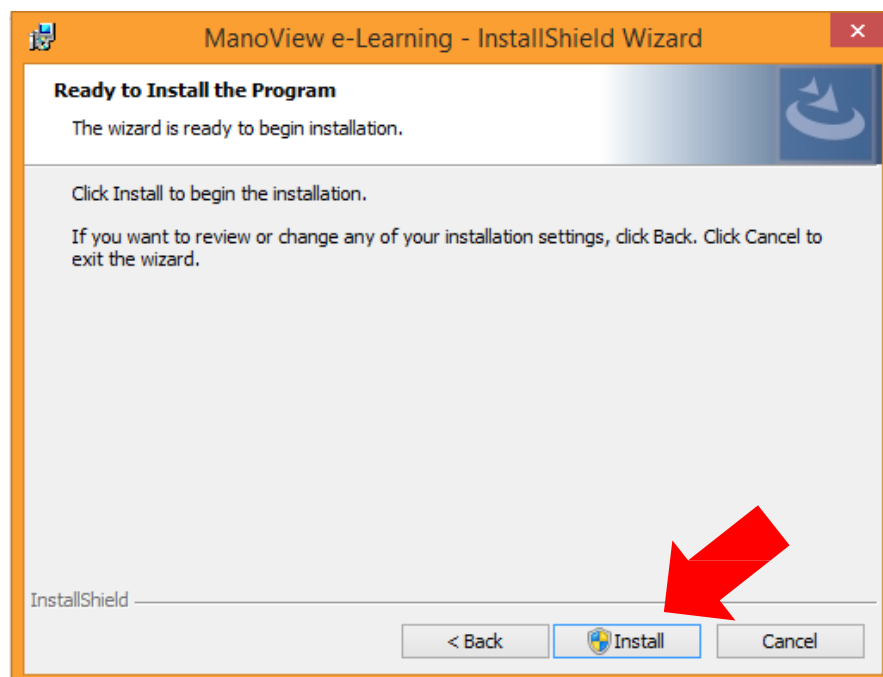 ManoView e-Learning - InstallShield Wizard
Ready to Install the Program
The wizard is ready to begin installation.
Click Install to begin the installation.
If you want to review or change any of your installation settings, click Back. Click Cancel to
exit the wizard.
InstallShield
< Back
Install
Cancel